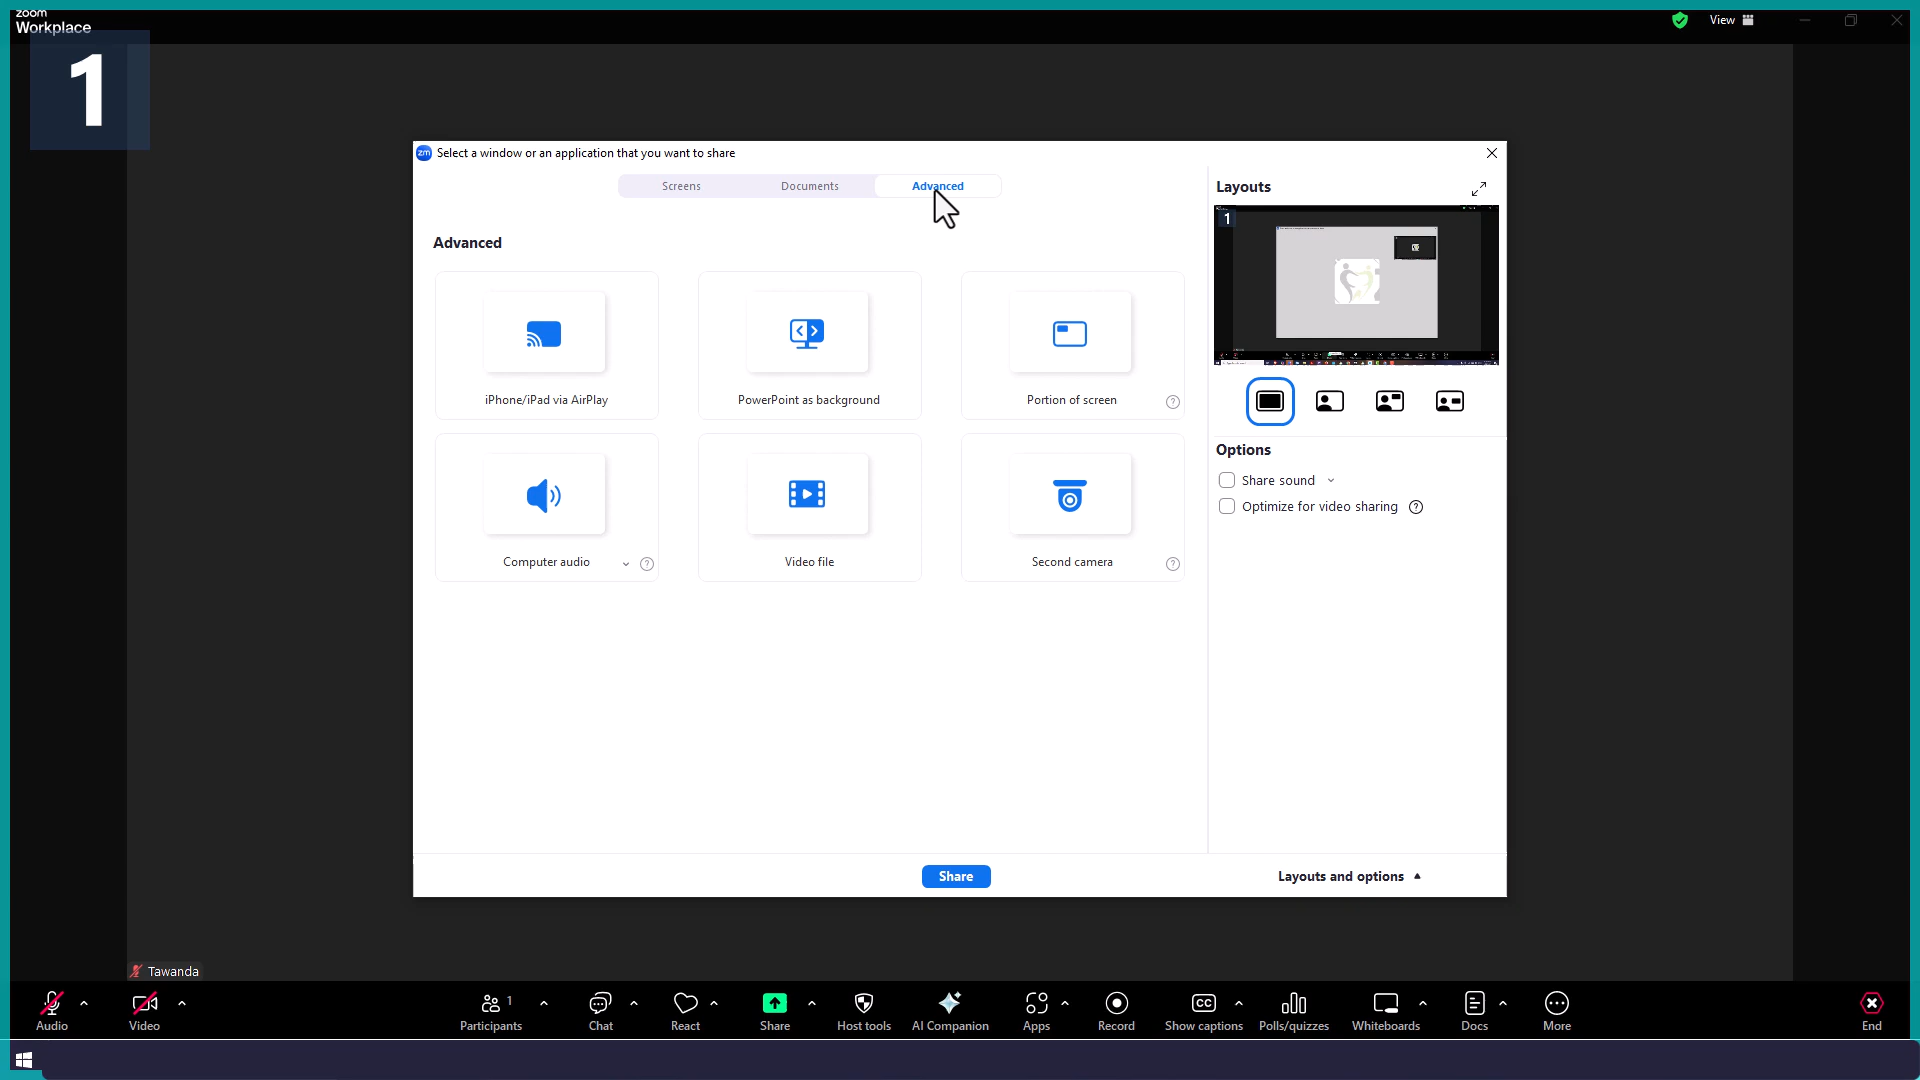 zoom
Workplace
View
1
Select a window or an application that you want to share
Screens
Documents
Advanced
Layouts
1
Advanced
iPhone/iPad via AirPlay
PowerPoint as background
Portion of screen
?
Options
Share sound
Optimize for video sharing ?
Computer audio
?
Video file
Second camera
?
Share
Layouts and options
Tawanda
Audio
Video
Participants
1
Chat
React
Share
Host tools
AI Companion
Apps
Record
CC
Show captions
Polls/quizzes
Whiteboards
Docs
More
End